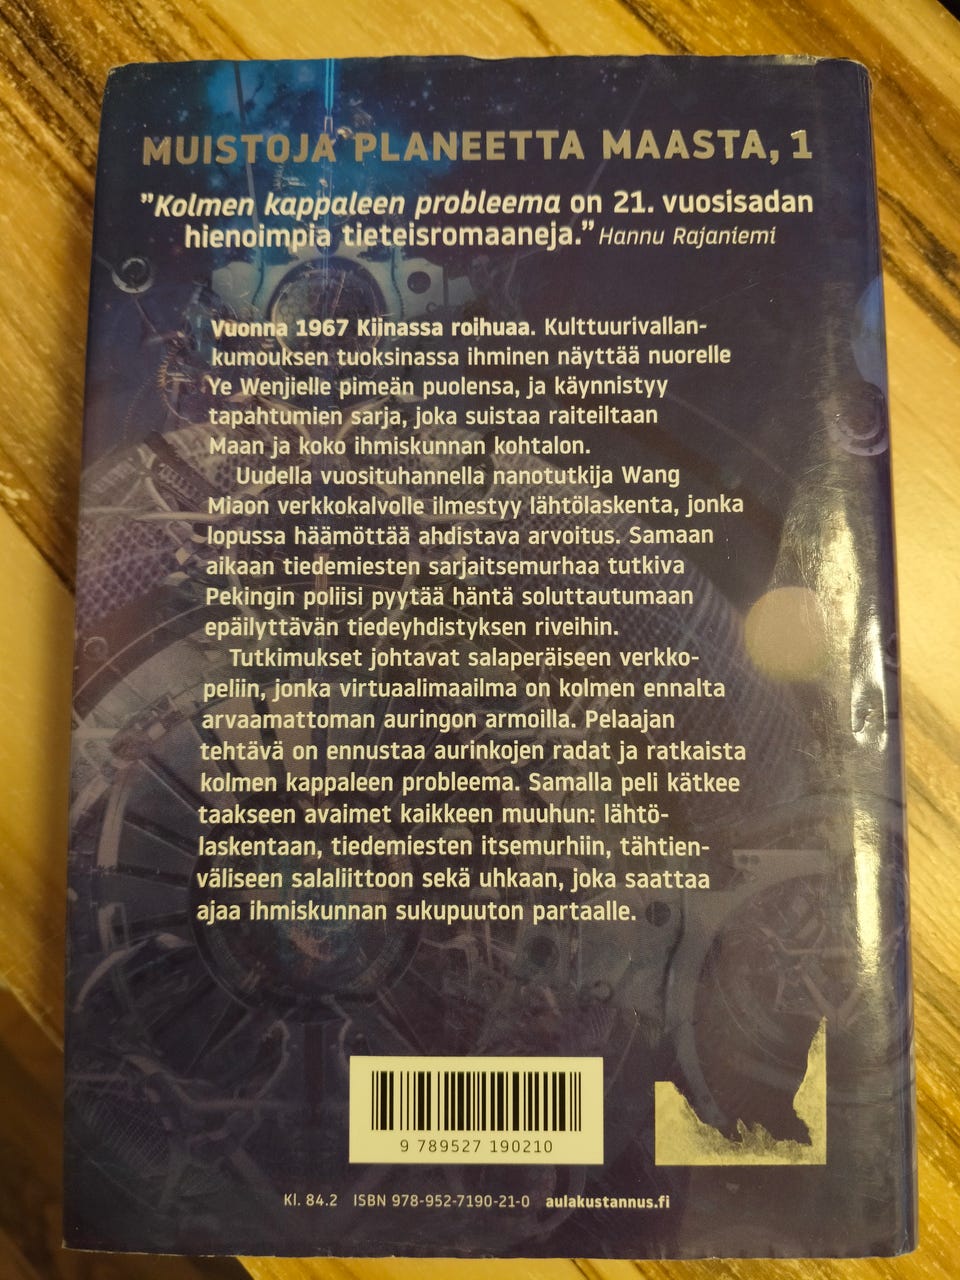 MUISTOJA PLANEETTA MAASTA, 1
”Kolmen kappaleen probleema on 21. vuosisadan
hienoimpia tieteisromaaneja.” Hannu Rajaniemi
Vuonna 1967 Kiinassa roihuaa. Kulttuurivallan-
kumouksen tuoksinassa ihminen näyttää nuorelle
Ye Wenjielle pimeän puolensa, ja käynnistyy
tapahtumien sarja, joka suistaa raiteiltaan
Maan ja koko ihmiskunnan kohtalon.
Uudella vuosituhannella nanotutkija Wang
Miaon verkkokalvolle ilmestyy lähtölaskenta, jonka
lopussa häämöttää ahdistava arvoitus. Samaan
aikaan tiedemiesten sarjaitsemurhaa tutkiva
Pekingin poliisi pyytää häntä soluttautumaan
epäilyttävän tiedeyhdistyksen riveihin.
Tutkimukset johtavat salaperäiseen verkko-
peliin, jonka virtuaalimaailma on kolmen ennalta
arvaamattoman auringon armoilla. Pelaajan
tehtävä on ennustaa aurinkojen radat ja ratkaista
kolmen kappaleen probleema. Samalla peli kätkee
taakseen avaimet kaikkeen muuhun: lähtö-
laskentaan, tiedemiesten itsemurhiin, tähtien-
väliseen salaliittoon sekä uhkaan, joka saattaa
ajaa ihmiskunnan sukupuuton partaalle.
9 789527 190210
Kl. 84.2 ISBN 978-952-7190-21-0 aulakustannus.fi